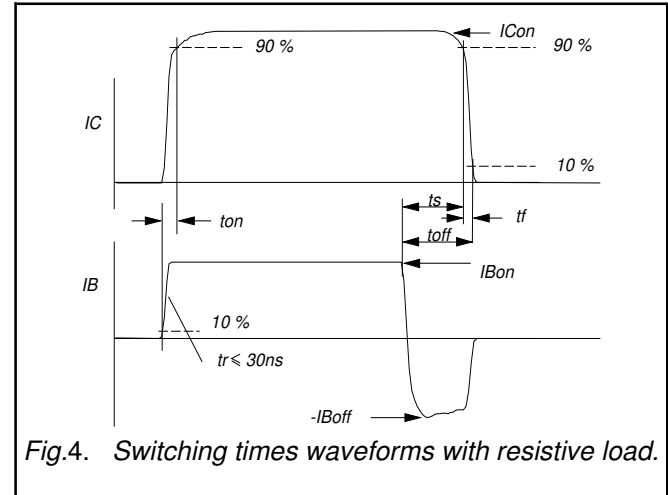 ICon
90 %
90 %
IC
10 %
ts
ton
tf
toff
IBon
IB
10 %
tr ≤ 30ns
-IBoff
Fig.4. Switching times waveforms with resistive load.